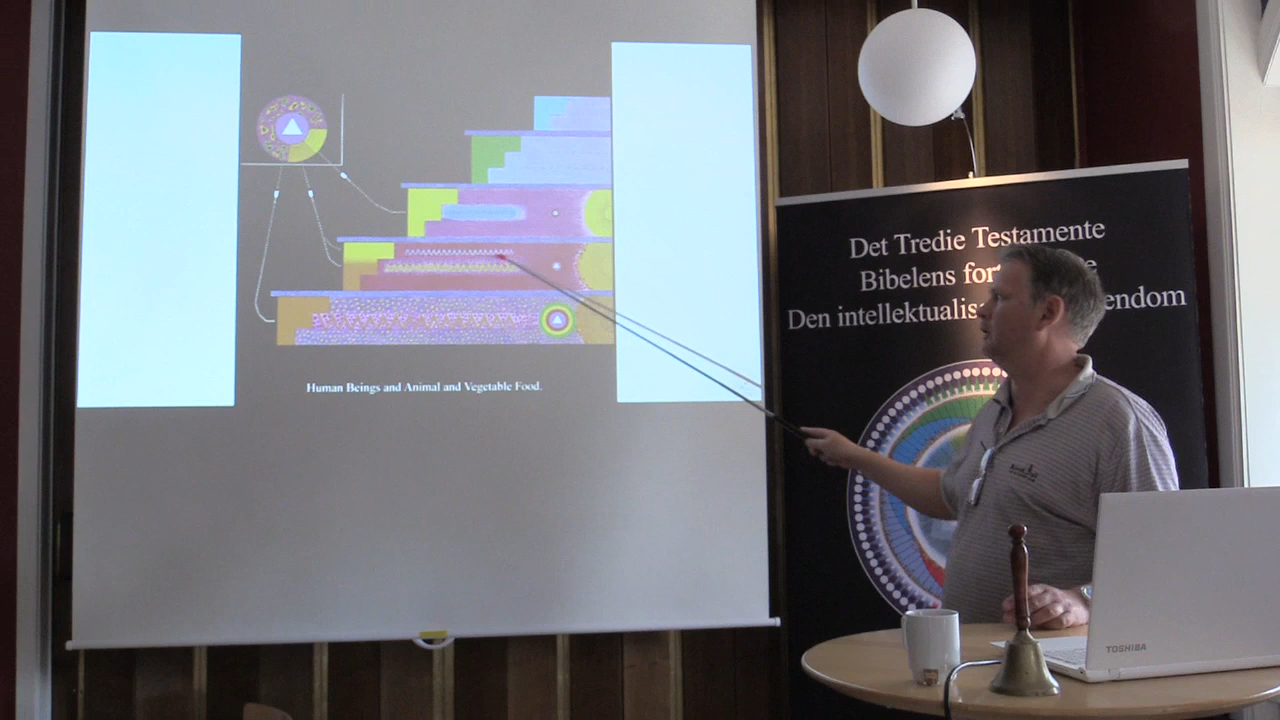 Human Beings and Animal and Vegetable Food.
Det Tredie Testamente
Bibelens for
Den intellektualis endom
TOSHIBA